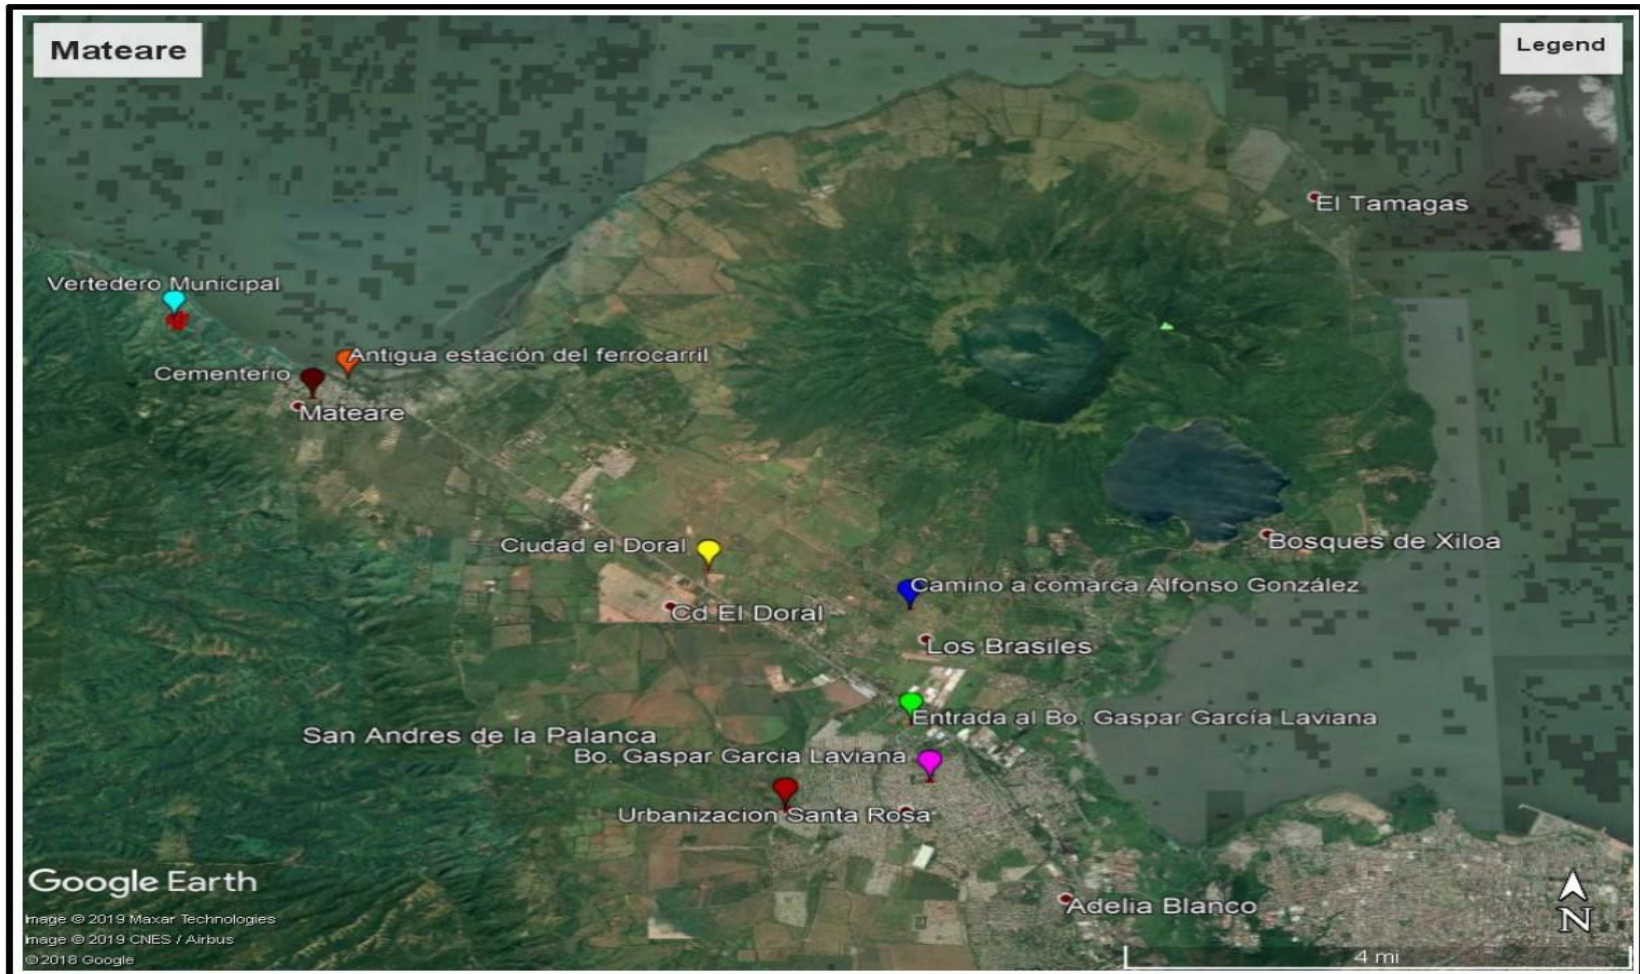 Mateare
Legend
El Tamagas
Vertedero Municipal
Antigua estación del ferrocarril
Cementerio
Mateare
Bosques de Xiloa
Ciudad el Doral
Camino a comarca Alfonso González
Cd El Doral
Los Brasiles
Entrada al Bo. Gaspar García Laviana
San Andres de la Palanca
Bo. Gaspar Garcia Laviana
Urbanizacion Santa Rosa
Google Earth
Adelia Blanco
Image © 2019 Maxar Technologies
Image © 2019 CNES / Airbus
© 2018 Google
N
4 mi